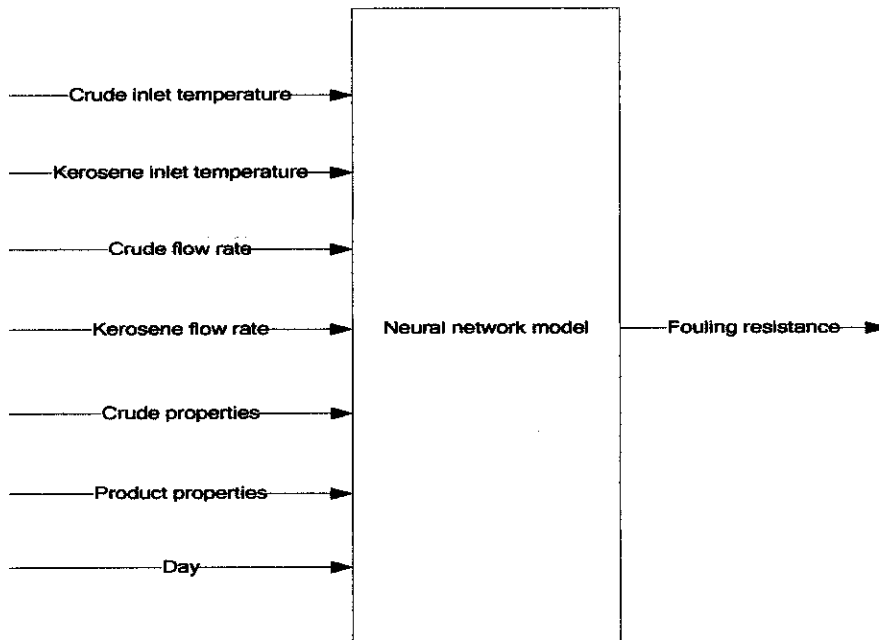 Crude inlet temperature
Kerosene inlet temperature
Crude flow rate
Kerosene flow rate
Neural network model
Fouling resistance
Crude properties
Product properties
Day